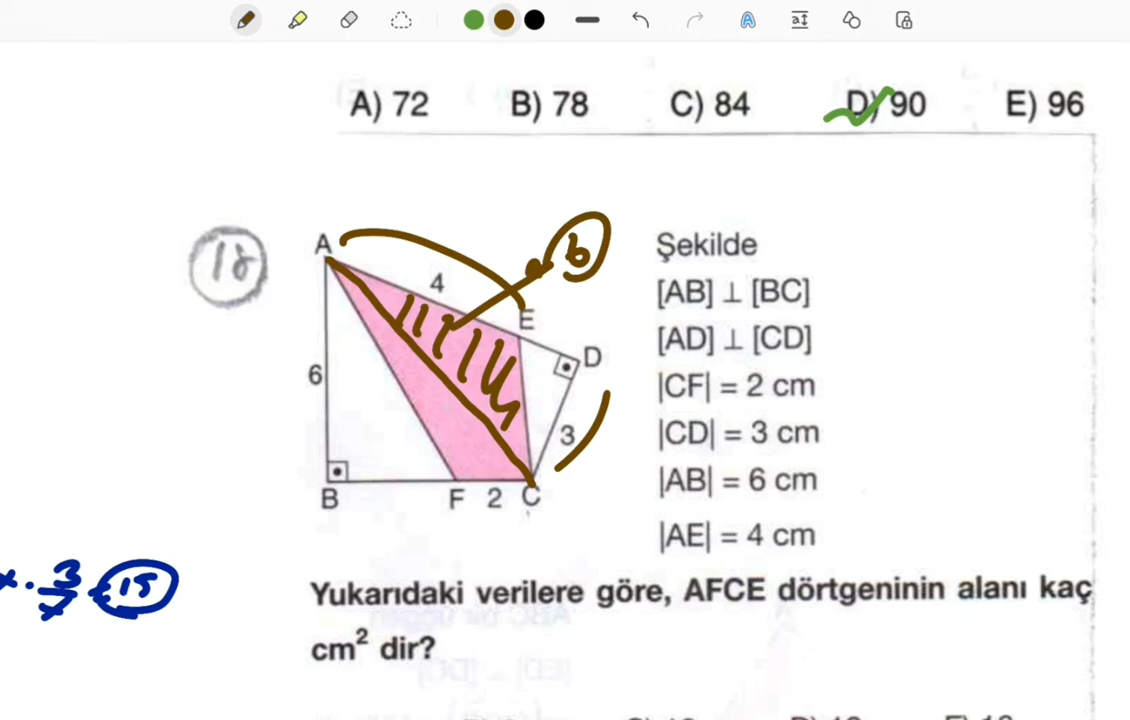 A) 72 B) 78 C) 84 D) 90 E) 96
18
A
4
b
E
D
6
3
B F 2 C
Şekilde
[AB] ⊥ [BC]
[AD] ⊥ [CD]
|CF| = 2 cm
|CD| = 3 cm
|AB| = 6 cm
|AE| = 4 cm
15
Yukarıdaki verilere göre, AFCE dörtgeninin alanı kaç
cm² dir?